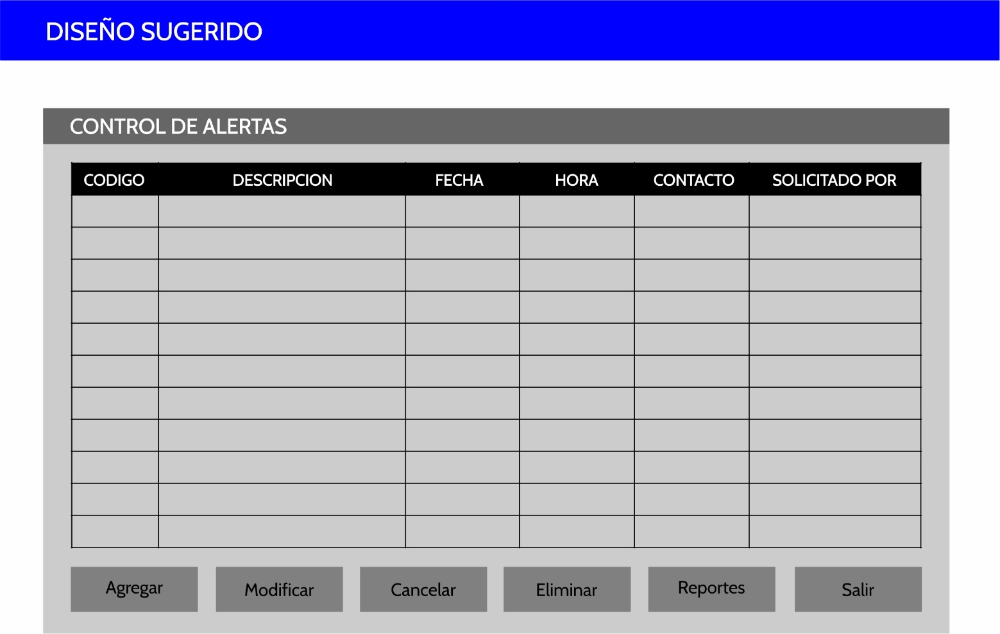 DISEÑO SUGERIDO
CONTROL DE ALERTAS
CODIGO DESCRIPCION FECHA HORA CONTACTO SOLICITADO POR
Agregar Modificar Cancelar Eliminar Reportes Salir